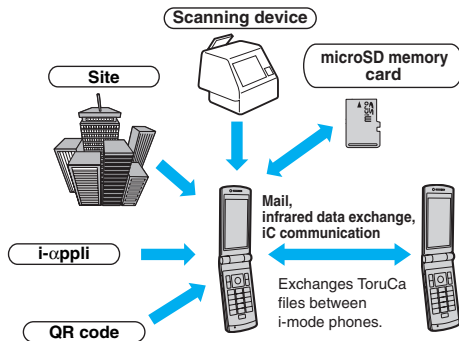 Scanning device
Site
microSD memory
card
Mail,
infrared data exchange,
iC communication
i-αppli
Exchanges ToruCa
files between
i-mode phones.
QR code